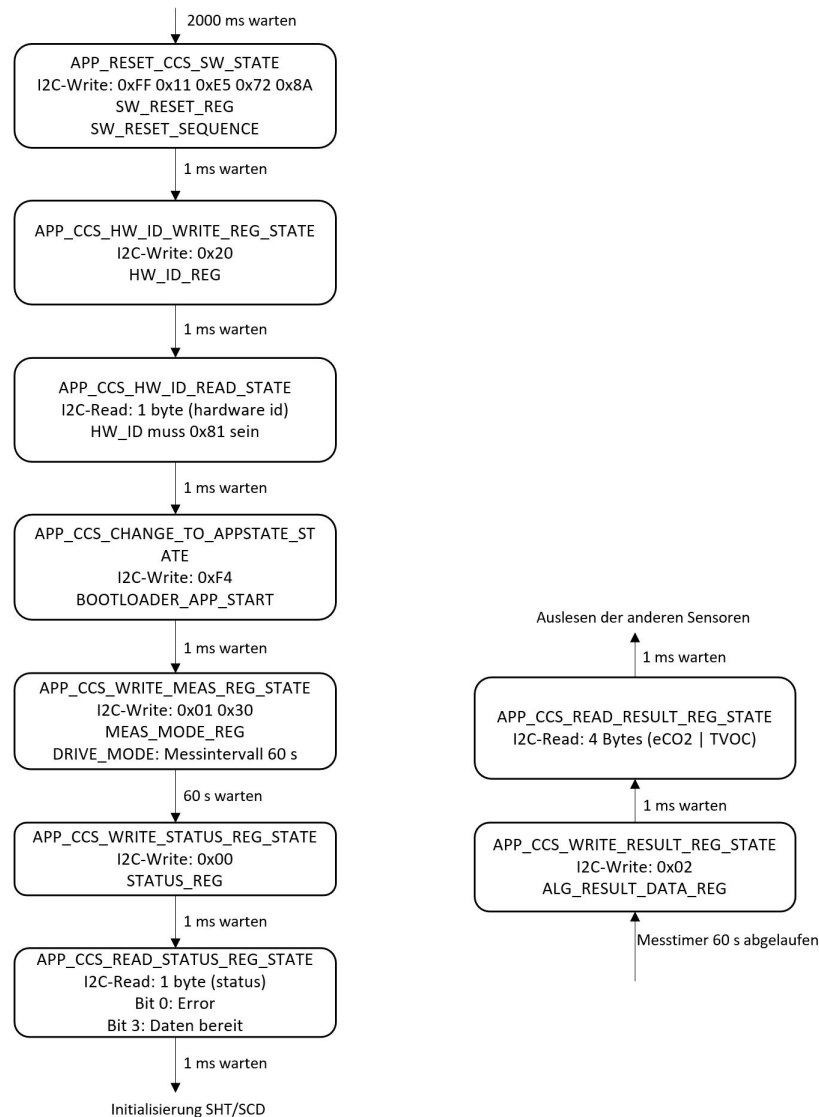 2000 ms warten
APP_RESET_CCS_SW_STATE
I2C-Write: 0xFF 0x11 0xE5 0x72 0x8A
SW_RESET_REG
SW_RESET_SEQUENCE
1 ms warten
APP_CCS_HW_ID_WRITE_REG_STATE
I2C-Write: 0x20
HW_ID_REG
1 ms warten
APP_CCS_HW_ID_READ_STATE
I2C-Read: 1 byte (hardware id)
HW_ID muss 0x81 sein
1 ms warten
APP_CCS_CHANGE_TO_APPSTATE_ST
ATE
I2C-Write: 0xF4
BOOTLOADER_APP_START
1 ms warten
APP_CCS_WRITE_MEAS_REG_STATE
I2C-Write: 0x01 0x30
MEAS_MODE_REG
DRIVE_MODE: Messintervall 60 s
60 s warten
APP_CCS_WRITE_STATUS_REG_STATE
I2C-Write: 0x00
STATUS_REG
1 ms warten
APP_CCS_READ_STATUS_REG_STATE
I2C-Read: 1 byte (status)
Bit 0: Error
Bit 3: Daten bereit
1 ms warten
Initialisierung SHT/SCD
Auslesen der anderen Sensoren
1 ms warten
APP_CCS_READ_RESULT_REG_STATE
I2C-Read: 4 Bytes (eCO2 | TVOC)
1 ms warten
APP_CCS_WRITE_RESULT_REG_STATE
I2C-Write: 0x02
ALG_RESULT_DATA_REG
Messtimer 60 s abgelaufen